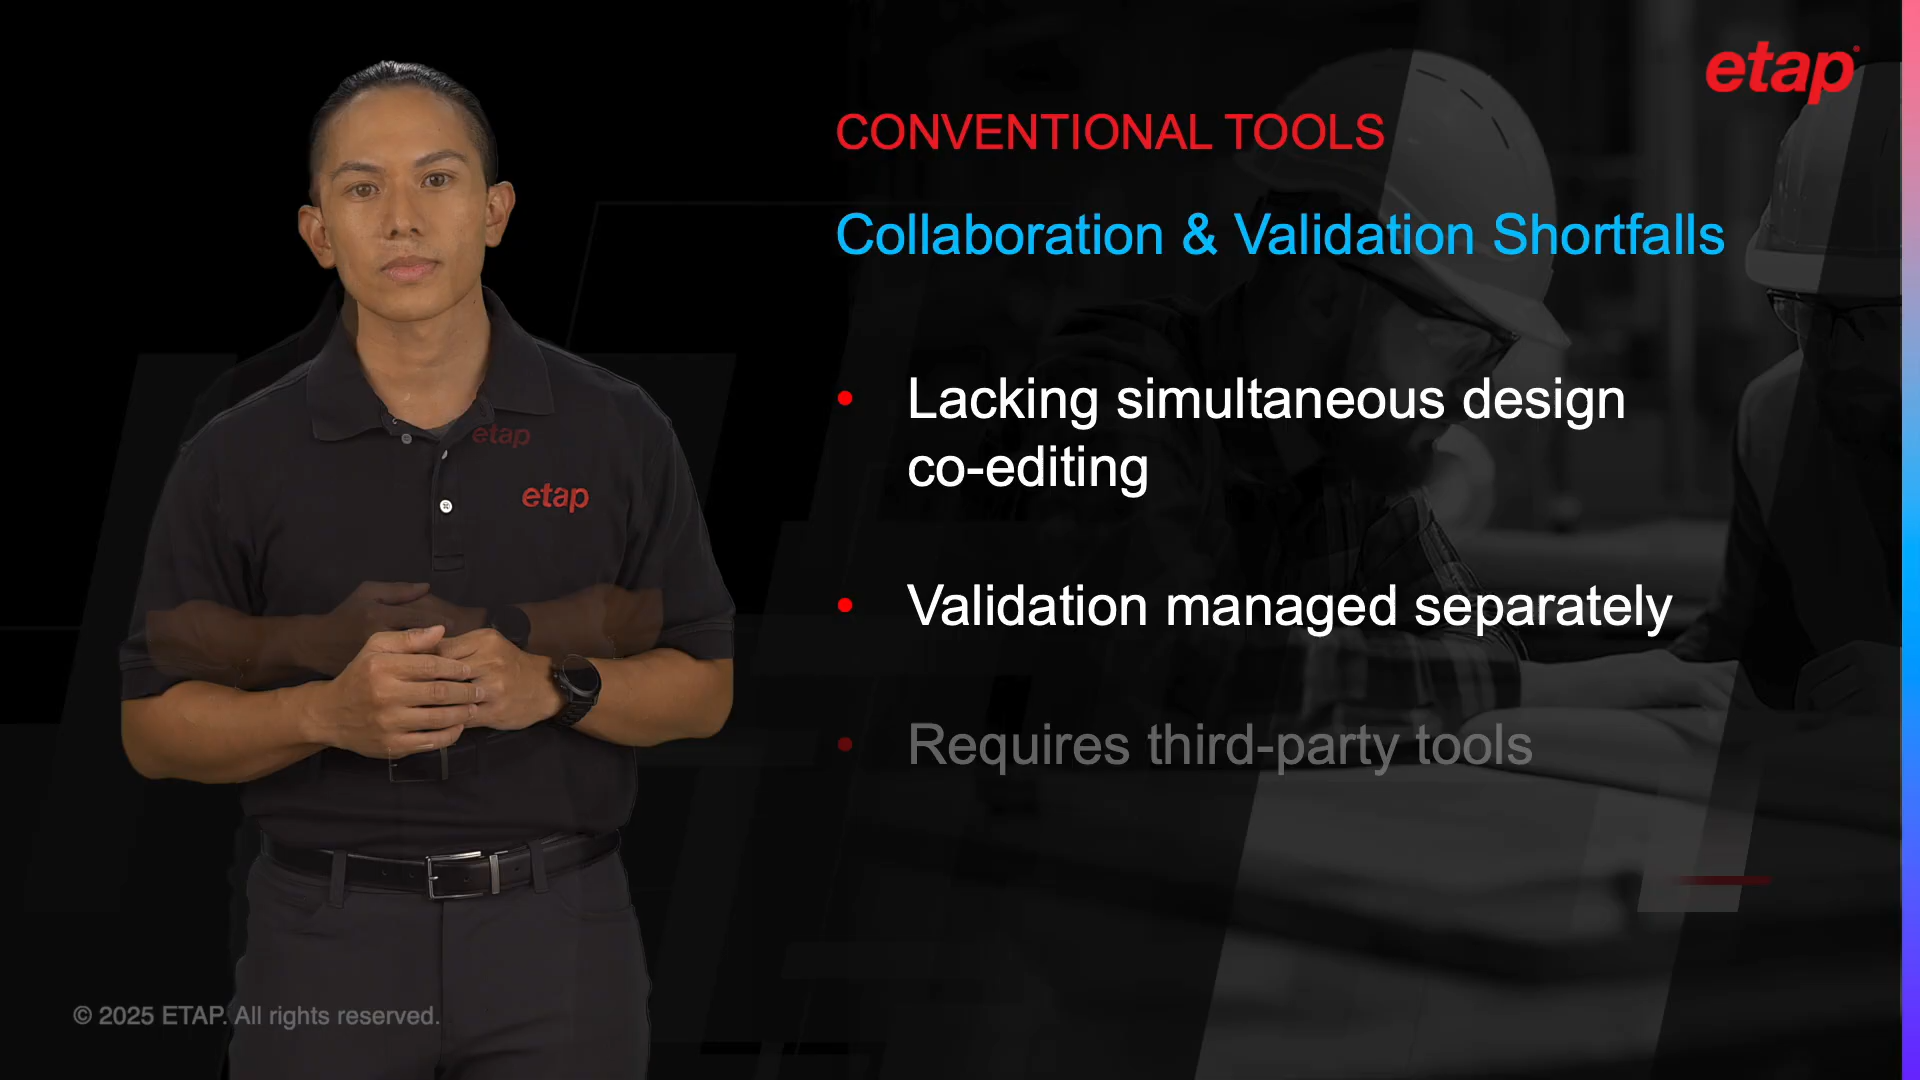 etap
CONVENTIONAL TOOLS
Collaboration & Validation Shortfalls
• Lacking simultaneous design
co-editing
• Validation managed separately
• Requires third-party tools
etap
etap
© 2025 ETAP. All rights reserved.